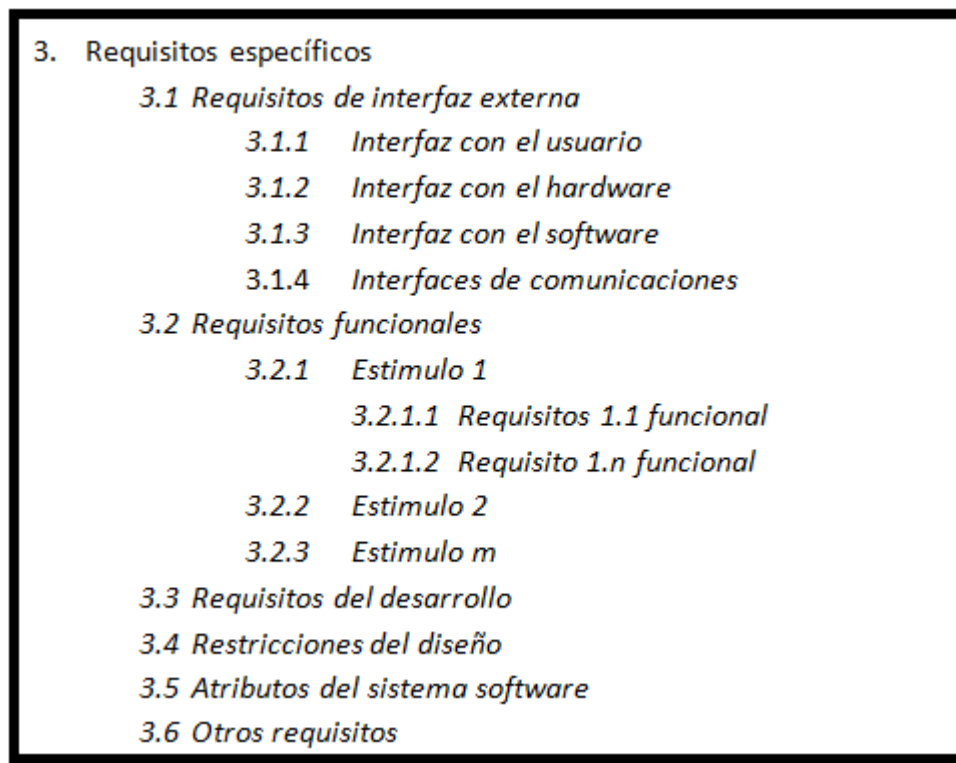 3. Requisitos específicos
3.1 Requisitos de interfaz externa
3.1.1 Interfaz con el usuario
3.1.2 Interfaz con el hardware
3.1.3 Interfaz con el software
3.1.4 Interfaces de comunicaciones
3.2 Requisitos funcionales
3.2.1 Estimulo 1
3.2.1.1 Requisitos 1.1 funcional
3.2.1.2 Requisito 1.n funcional
3.2.2 Estimulo 2
3.2.3 Estimulo m
3.3 Requisitos del desarrollo
3.4 Restricciones del diseño
3.5 Atributos del sistema software
3.6 Otros requisitos